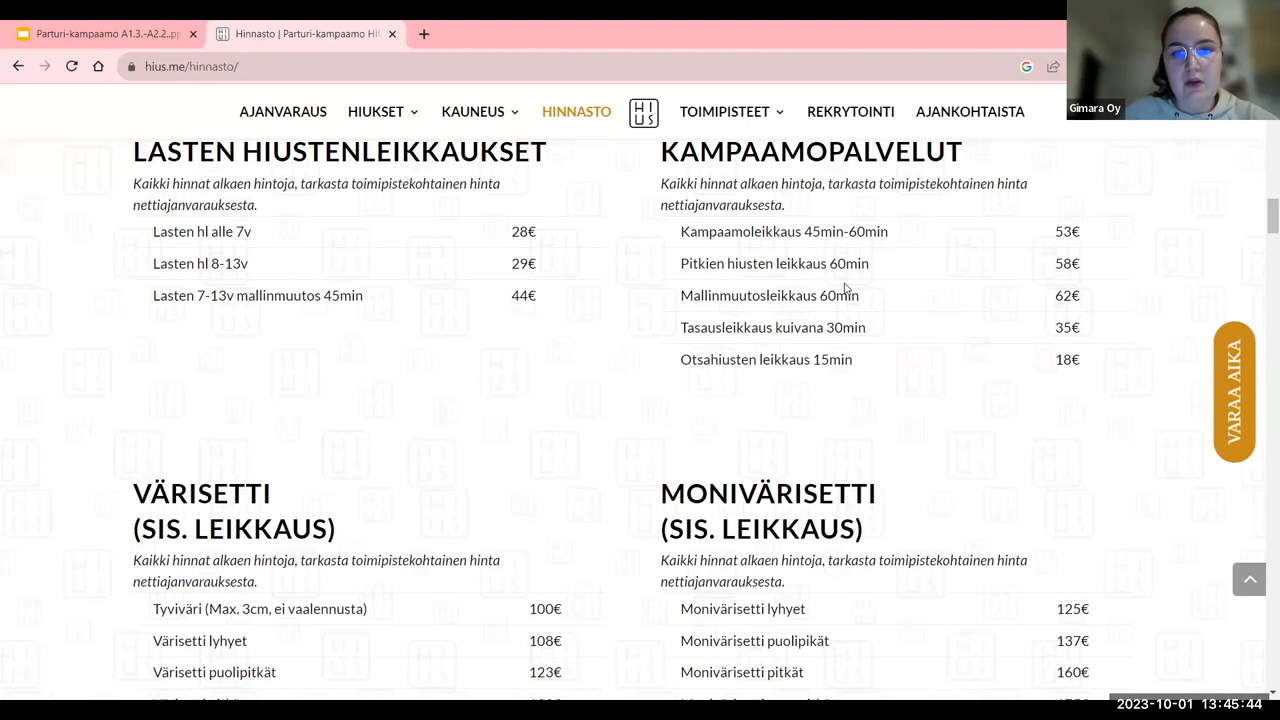 Parturi-kampaamo A1.3.-A2.2..pp
Hinnasto | Parturi-kampaamo HI
hius.me/hinnasto/
Gimara Oy
AJANVARAUS HIUKSET KAUNEUS HINNASTO HIUS TOIMIPISTEET REKRYTOINTI AJANKOHTAISTA
LASTEN HIUSTENLEIKKAUKSET
Kaikki hinnat alkaen hintoja, tarkasta toimipistekohtainen hinta
nettiajanvarauksesta.
Lasten hl alle 7v 28€
Lasten hl 8-13v 29€
Lasten 7-13v mallinmuutos 45min 44€
KAMPAAMOPALVELUT
Kaikki hinnat alkaen hintoja, tarkasta toimipistekohtainen hinta
nettiajanvarauksesta.
Kampaamoleikkaus 45min-60min 53€
Pitkien hiusten leikkaus 60min 58€
Mallinmuutosleikkaus 60min 62€
Tasausleikkaus kuivana 30min 35€
Otsahiusten leikkaus 15min 18€
VARAA AIKA
VÄRISETTI
(SIS. LEIKKAUS)
Kaikki hinnat alkaen hintoja, tarkasta toimipistekohtainen hinta
nettiajanvarauksesta.
Tyviväri (Max. 3cm, ei vaalennusta) 100€
Värisetti lyhyet 108€
Värisetti puolipitkät 123€
MONIVÄRISETTI
(SIS. LEIKKAUS)
Kaikki hinnat alkaen hintoja, tarkasta toimipistekohtainen hinta
nettiajanvarauksesta.
Monivärisetti lyhyet 125€
Monivärisetti puolipikät 137€
Monivärisetti pitkät 160€
2023-10-01 13:45:44